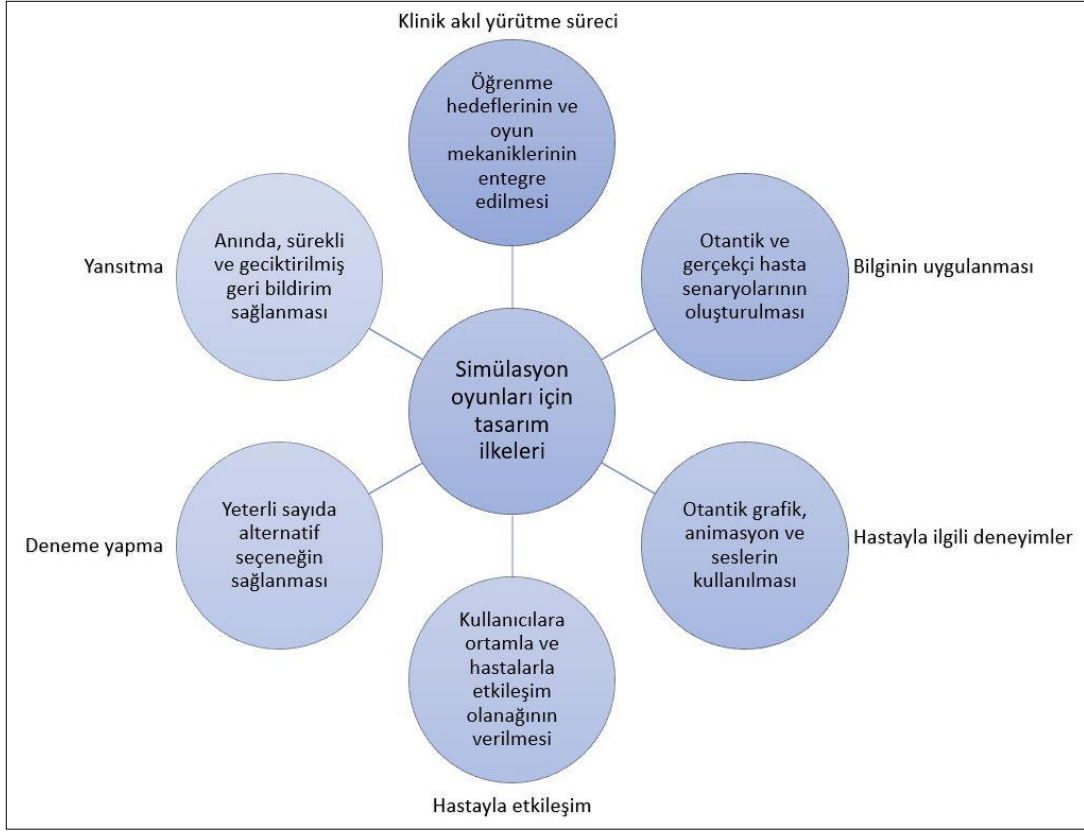 Klinik akıl yürütme süreci
Öğrenme
hedeflerinin ve
oyun
mekaniklerinin
entegre
edilmesi
Yansıtma
Anında, sürekli
ve geciktirilmiş
geri bildirim
sağlanması
Otantik ve
gerçekçi hasta
senaryolarının
oluşturulması
Bilginin uygulanması
Simülasyon
oyunları için
tasarım
ilkeleri
Deneme yapma
Yeterli sayıda
alternatif
seçeneğin
sağlanması
Otantik grafik,
animasyon ve
seslerin
kullanılması
Hastayla ilgili deneyimler
Kullanıcılara
ortamla ve
hastalarla
etkileşim
olanağının
verilmesi
Hastayla etkileşim